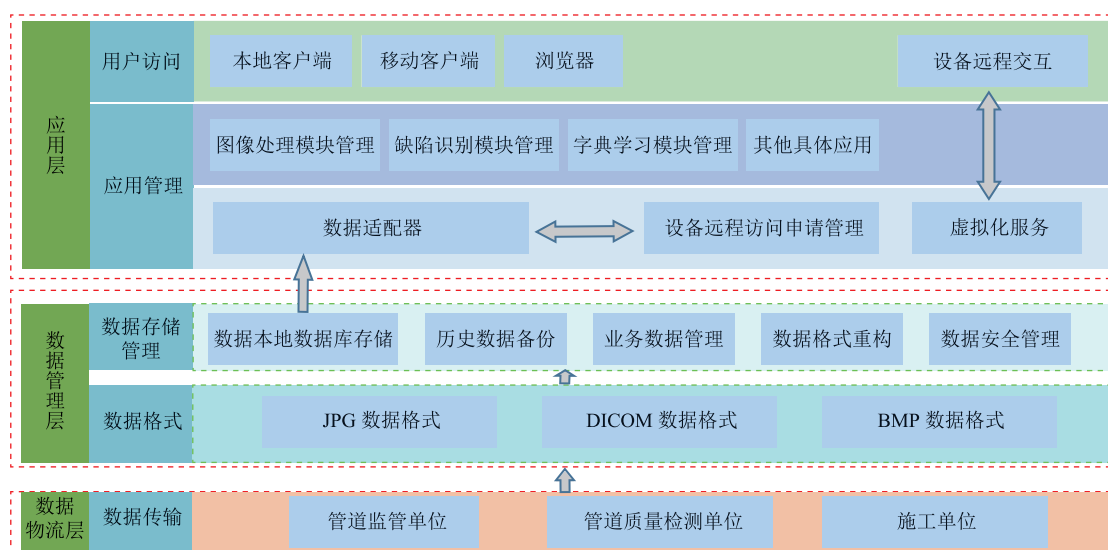 应用层
用户访问
本地客户端
移动客户端
浏览器
设备远程交互
应用管理
图像处理模块管理
缺陷识别模块管理
字典学习模块管理
其他具体应用
数据适配器
设备远程访问申请管理
虚拟化服务
数据管理层
数据存储
管理
数据本地数据库存储
历史数据备份
业务数据管理
数据格式重构
数据安全管理
数据格式
JPG 数据格式
DICOM 数据格式
BMP 数据格式
数据
物流层
数据传输
管道监管单位
管道质量检测单位
施工单位